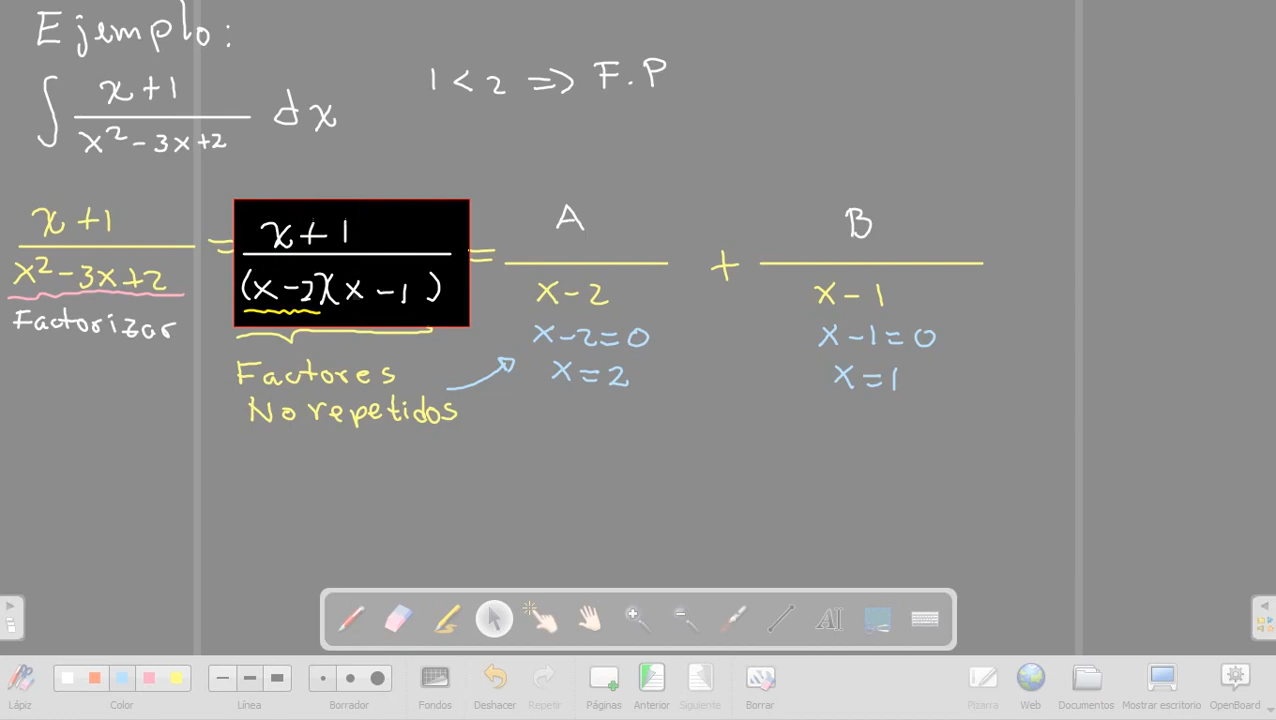 Ejemplo:
∫ x+1 / x²-3x+2 dx
1 < 2 => F.P
x+1 / x²-3x+2 = x+1 / (x-2)(x-1) = A / x-2 + B / x-1
Factorizar
x-2=0
x=2
x-1=0
x=1
Factores
No repetidos
Lápiz
Color
Línea
Borrador
Fondos
Deshacer
Repetir
Páginas
Anterior
Siguiente
Borrar
Pizarra
Web
Documentos
Mostrar escritorio
OpenBoard
AI